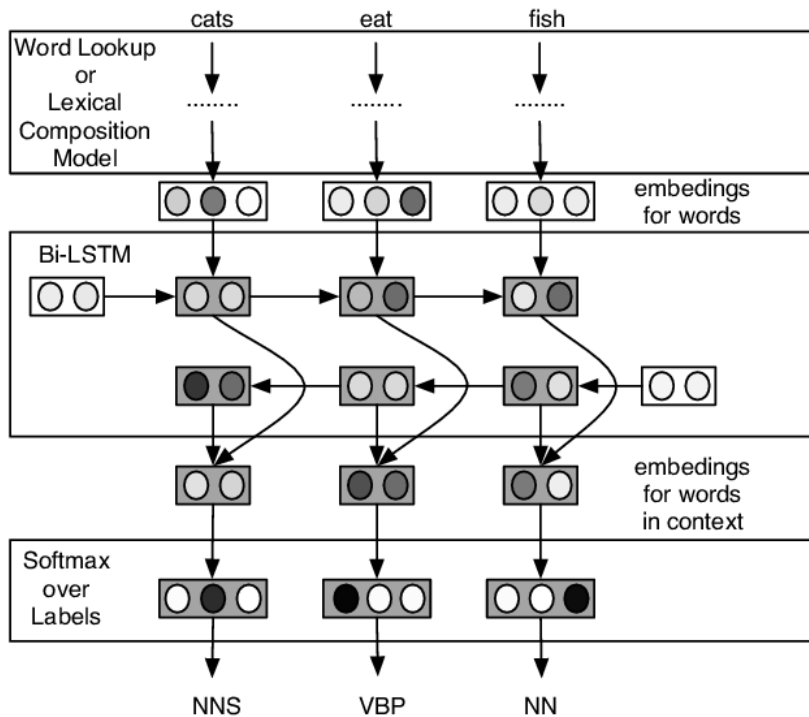 cats eat fish
Word Lookup
or
Lexical
Composition
Model
........ ........ ........
embedings
for words
Bi-LSTM
embedings
for words
in context
Softmax
over
Labels
NNS VBP NN